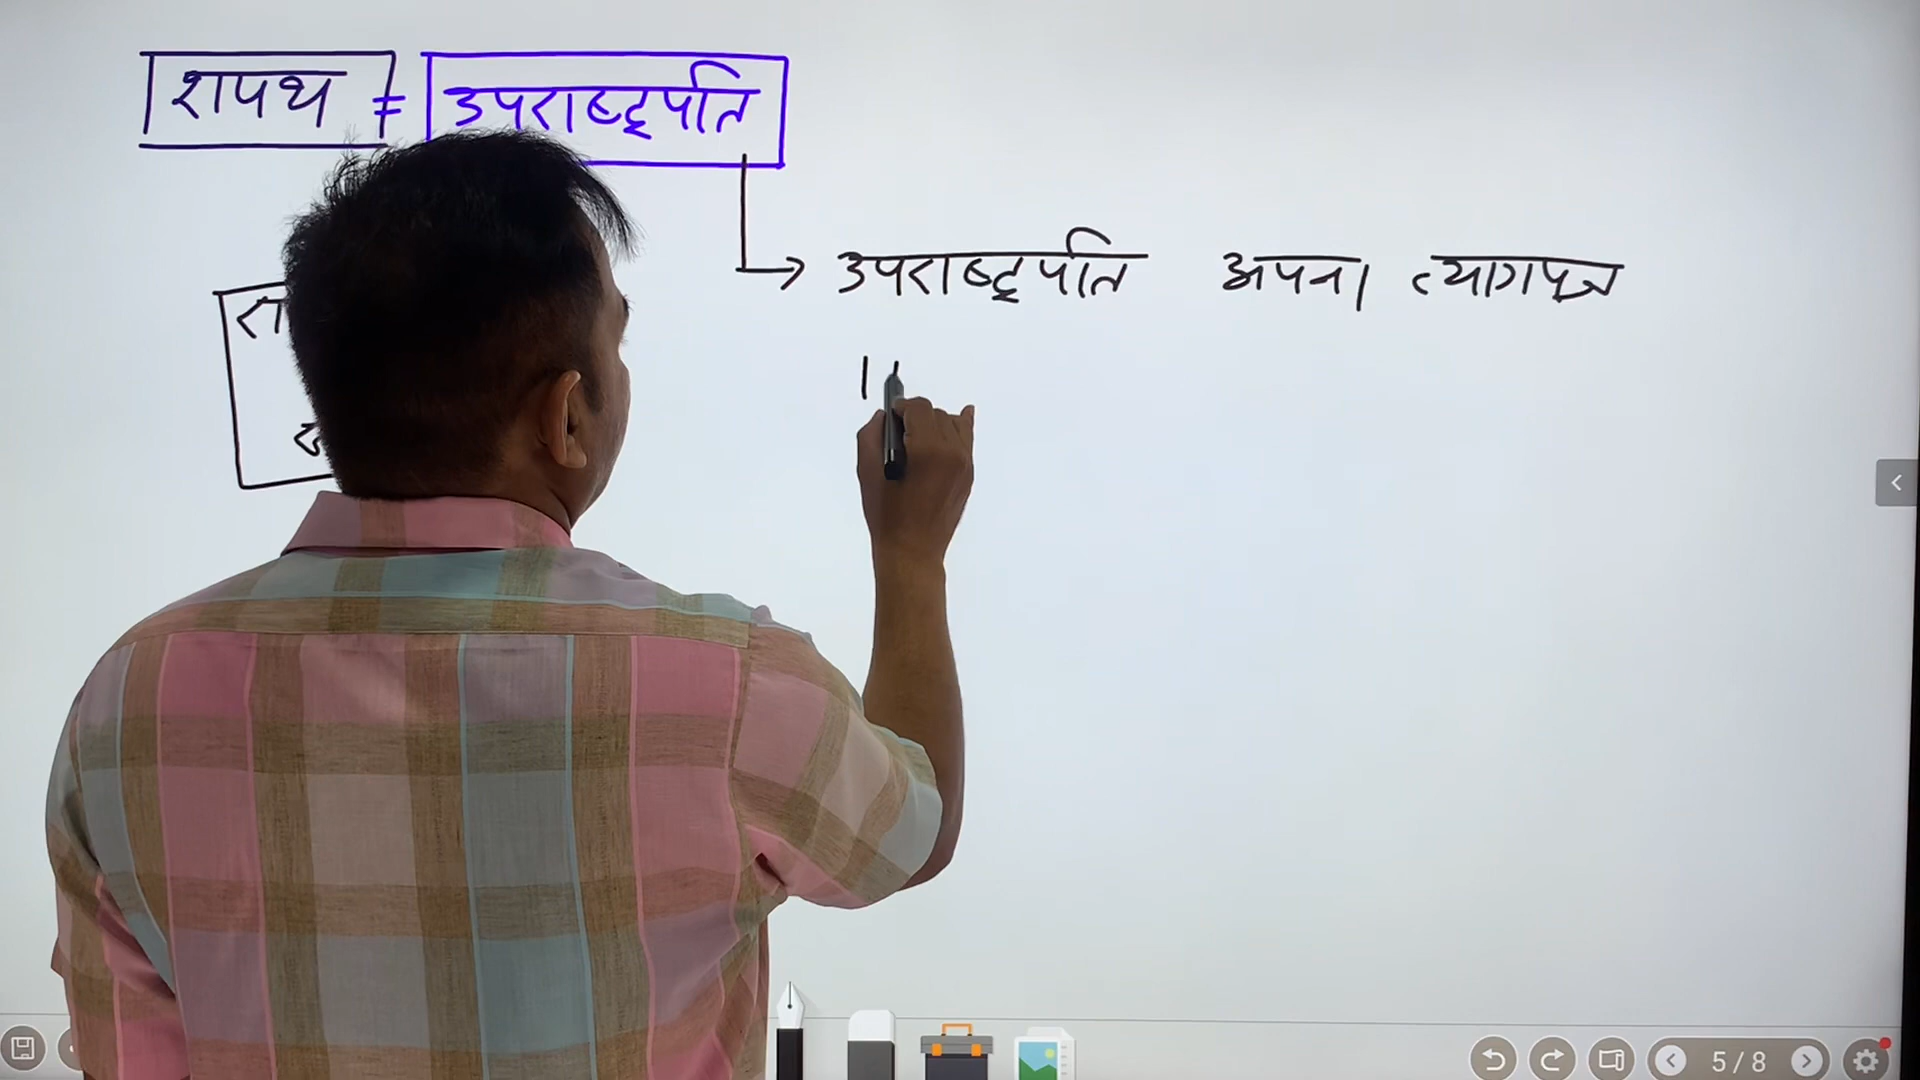 शपथ = उपराष्ट्रपति
उपराष्ट्रपति अपना त्यागपत्र
5/8